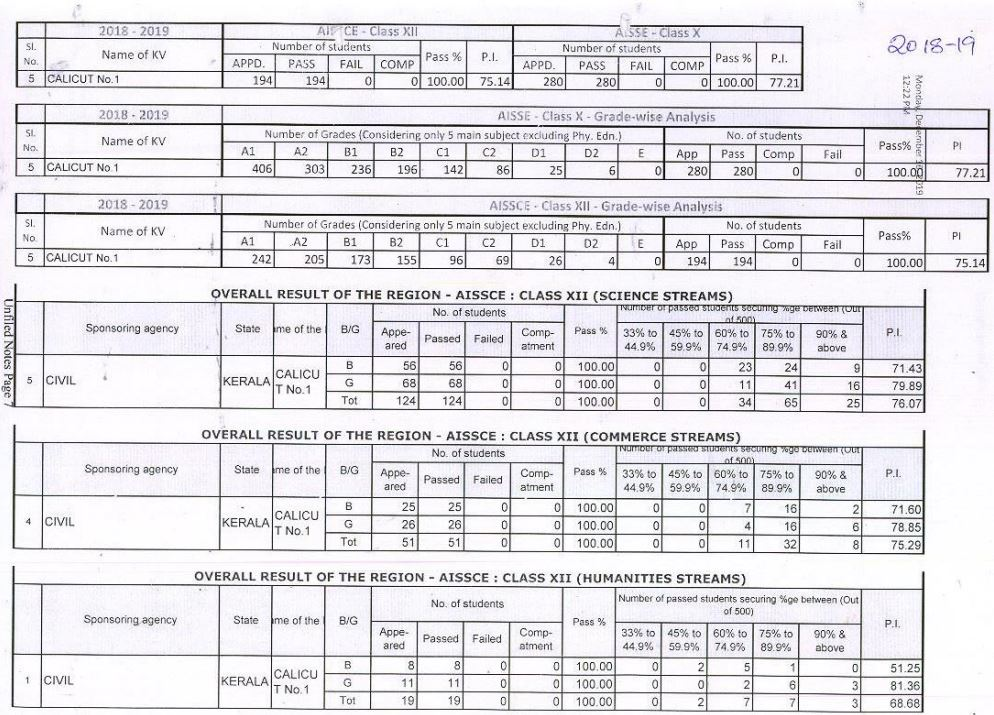 2018-19
Monday, December 16, 2019
12:22 PM
2018 - 2019 AISSCE - Class XII AISSE - Class X
Sl. No. Name of KV Number of students Pass % P.I. Number of students Pass % P.I.
APPD. PASS FAIL COMP APPD. PASS FAIL COMP
5 CALICUT No.1 194 194 0 0 100.00 75.14 280 280 0 0 100.00 77.21
2018 - 2019 AISSE - Class X - Grade-wise Analysis
Sl. No. Name of KV Number of Grades (Considering only 5 main subject excluding Phy. Edn.) No. of students Pass% PI
A1 A2 B1 B2 C1 C2 D1 D2 E App Pass Comp Fail
5 CALICUT No.1 406 303 236 196 142 86 25 6 0 280 280 0 0 100.00 77.21
2018 - 2019 AISSCE - Class XII - Grade-wise Analysis
Sl. No. Name of KV Number of Grades (Considering only 5 main subject excluding Phy. Edn.) No. of students Pass% PI
A1 A2 B1 B2 C1 C2 D1 D2 E App Pass Comp Fail
5 CALICUT No.1 242 205 173 155 96 69 26 4 0 194 194 0 0 100.00 75.14
OVERALL RESULT OF THE REGION - AISSCE : CLASS XII (SCIENCE STREAMS)
Sponsoring agency State ame of the B/G No. of students Pass % Number of passed students securing %ge between (Out of 500) P.I.
Appe-ared Passed Failed Comp-atment 33% to 44.9% 45% to 59.9% 60% to 74.9% 75% to 89.9% 90% & above
5 CIVIL KERALA CALICUT No.1 B 56 56 0 0 100.00 0 0 23 24 9 71.43
G 68 68 0 0 100.00 0 0 11 41 16 79.89
Tot 124 124 0 0 100.00 0 0 34 65 25 76.07
OVERALL RESULT OF THE REGION - AISSCE : CLASS XII (COMMERCE STREAMS)
Sponsoring agency State ame of the B/G No. of students Pass % Number of passed students securing %ge between (Out of 500) P.I.
Appe-ared Passed Failed Comp-atment 33% to 44.9% 45% to 59.9% 60% to 74.9% 75% to 89.9% 90% & above
4 CIVIL KERALA CALICUT No.1 B 25 25 0 0 100.00 0 0 7 16 2 71.60
G 26 26 0 0 100.00 0 0 4 16 6 78.85
Tot 51 51 0 0 100.00 0 0 11 32 8 75.29
OVERALL RESULT OF THE REGION - AISSCE : CLASS XII (HUMANITIES STREAMS)
Sponsoring agency State me of the B/G No. of students Pass % Number of passed students securing %ge between (Out of 500) P.I.
Appe-ared Passed Failed Comp-atment 33% to 44.9% 45% to 59.9% 60% to 74.9% 75% to 89.9% 90% & above
1 CIVIL KERALA CALICUT No.1 B 8 8 0 0 100.00 0 2 5 1 0 51.25
G 11 11 0 0 100.00 0 0 2 6 3 81.36
Tot 19 19 0 0 100.00 0 2 7 7 3 68.68
Unfiled Notes Page 7